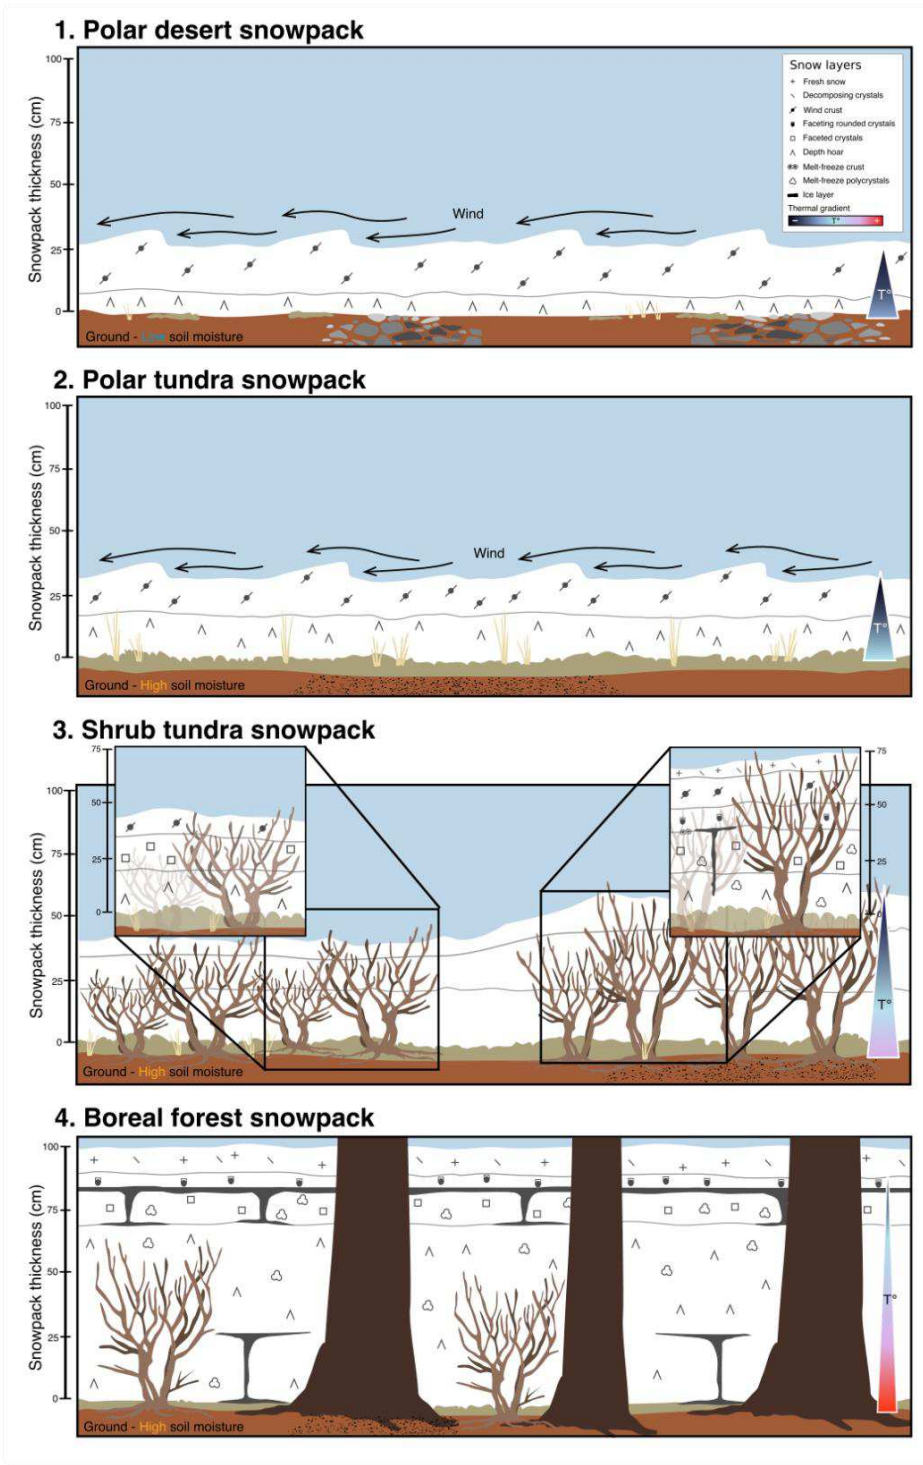 1. Polar desert snowpack
Snowpack thickness (cm)
100
75
50
25
0
Wind
Snow layers
Fresh snow
Decomposing crystals
Wind crust
Faceting rounded crystals
Faceted crystals
Depth hoar
Melt-freeze crust
Melt-freeze polycrystals
Ice layer
Thermal gradient
− T° +
T°
Ground - Low soil moisture
2. Polar tundra snowpack
Snowpack thickness (cm)
100
75
50
25
0
Wind
T°
Ground - High soil moisture
3. Shrub tundra snowpack
Snowpack thickness (cm)
100
75
50
25
0
75
50
25
0
75
50
25
0
T°
Ground - High soil moisture
4. Boreal forest snowpack
Snowpack thickness (cm)
100
75
50
25
0
T°
Ground - High soil moisture